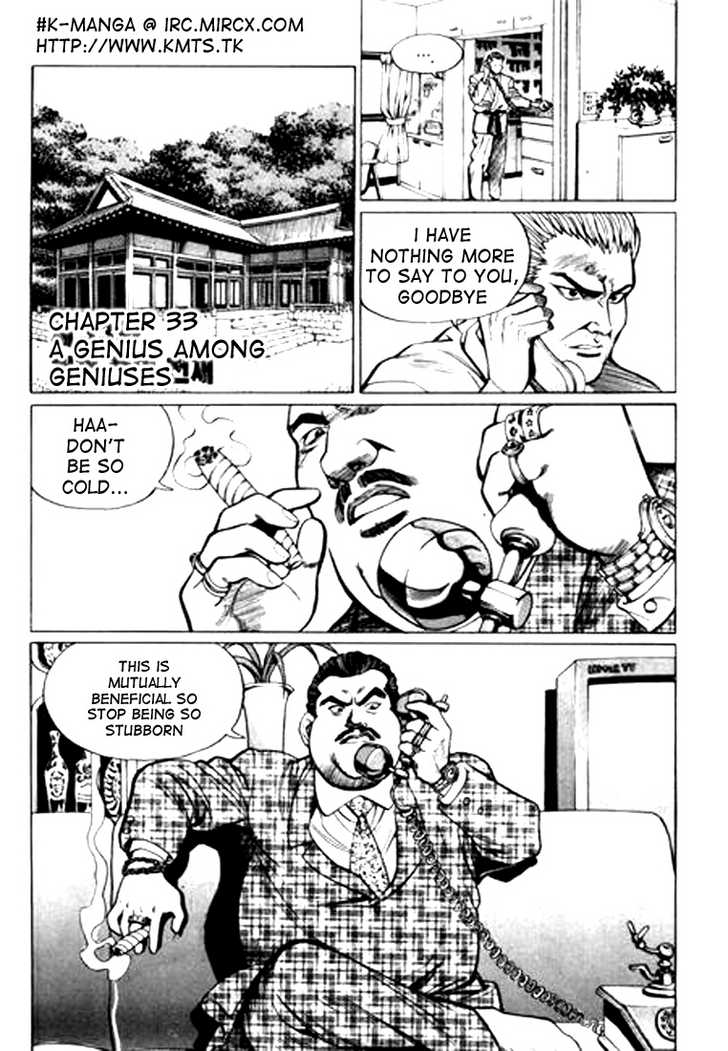 #K-MANGA @ IRC.MIRCX.COM
HTTP://WWW.KMTS.TK
...
CHAPTER 33
A GENIUS AMONG
GENIUSES
I HAVE
NOTHING MORE
TO SAY TO YOU,
GOODBYE
HAA-
DON'T
BE SO
COLD...
THIS IS
MUTUALLY
BENEFICIAL SO
STOP BEING SO
STUBBORN